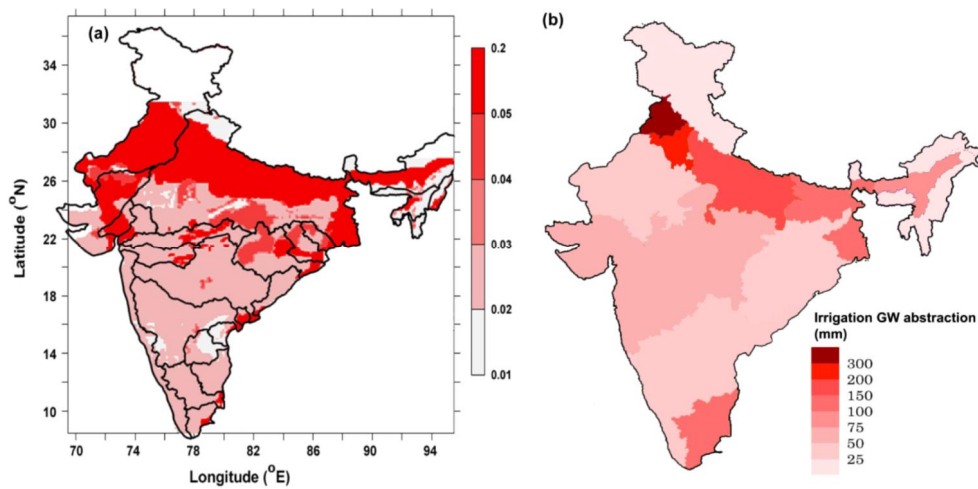 (a)
34
30
26
22
18
14
10
Latitude (°N)
70 74 78 82 86 90 94
Longitude (°E)
0.2
0.05
0.04
0.03
0.02
0.01
(b)
Irrigation GW abstraction
(mm)
300
200
150
100
75
50
25